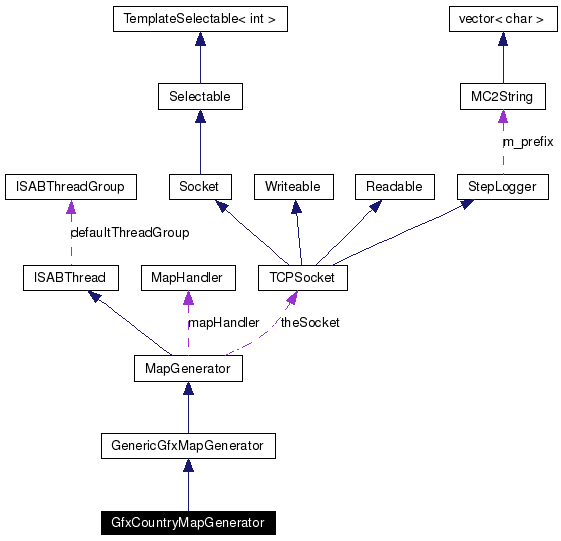 TemplateSelectable< int >
vector< char >
Selectable
MC2String
m_prefix
ISABThreadGroup
Socket
Writeable
Readable
StepLogger
defaultThreadGroup
ISABThread
MapHandler
TCPSocket
mapHandler
theSocket
MapGenerator
GenericGfxMapGenerator
GfxCountryMapGenerator